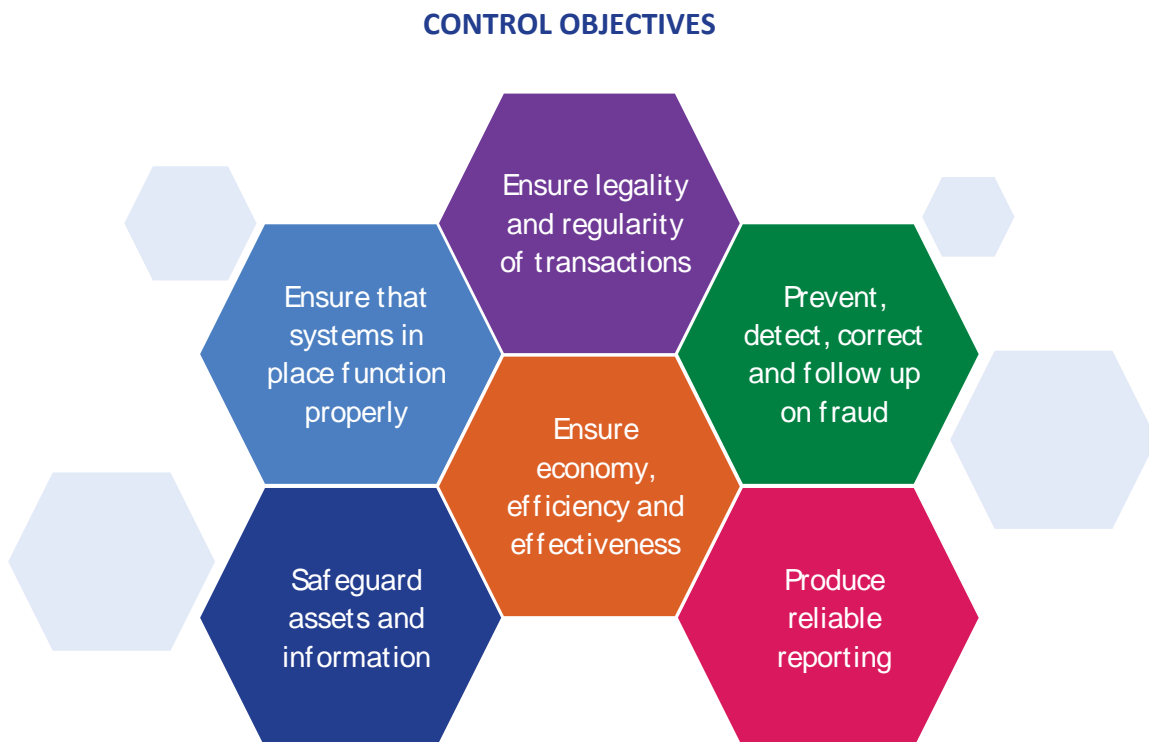 CONTROL OBJECTIVES
Ensure legality
and regularity
of transactions
Ensure that
systems in
place function
properly
Prevent,
detect, correct
and follow up
on fraud
Ensure
economy,
efficiency and
effectiveness
Safeguard
assets and
information
Produce
reliable
reporting